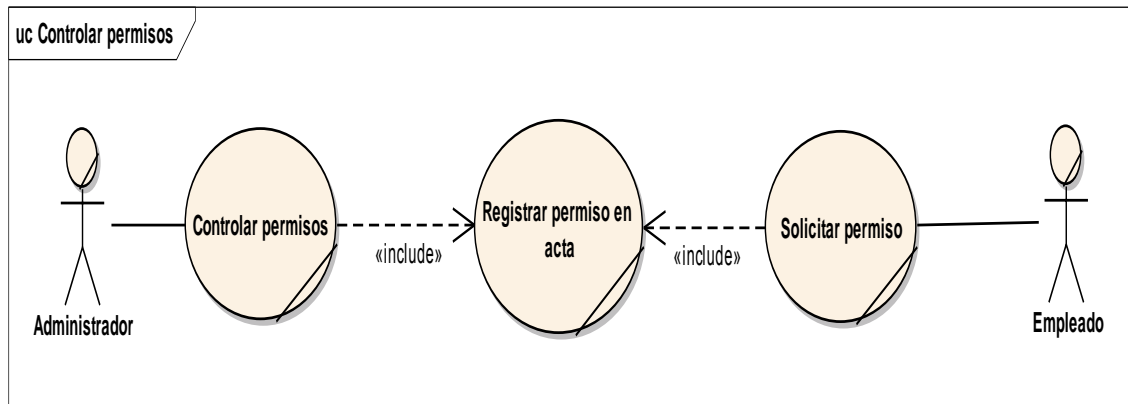 uc Controlar permisos
Administrador
Controlar permisos
«include»
Registrar permiso en
acta
«include»
Solicitar permiso
Empleado